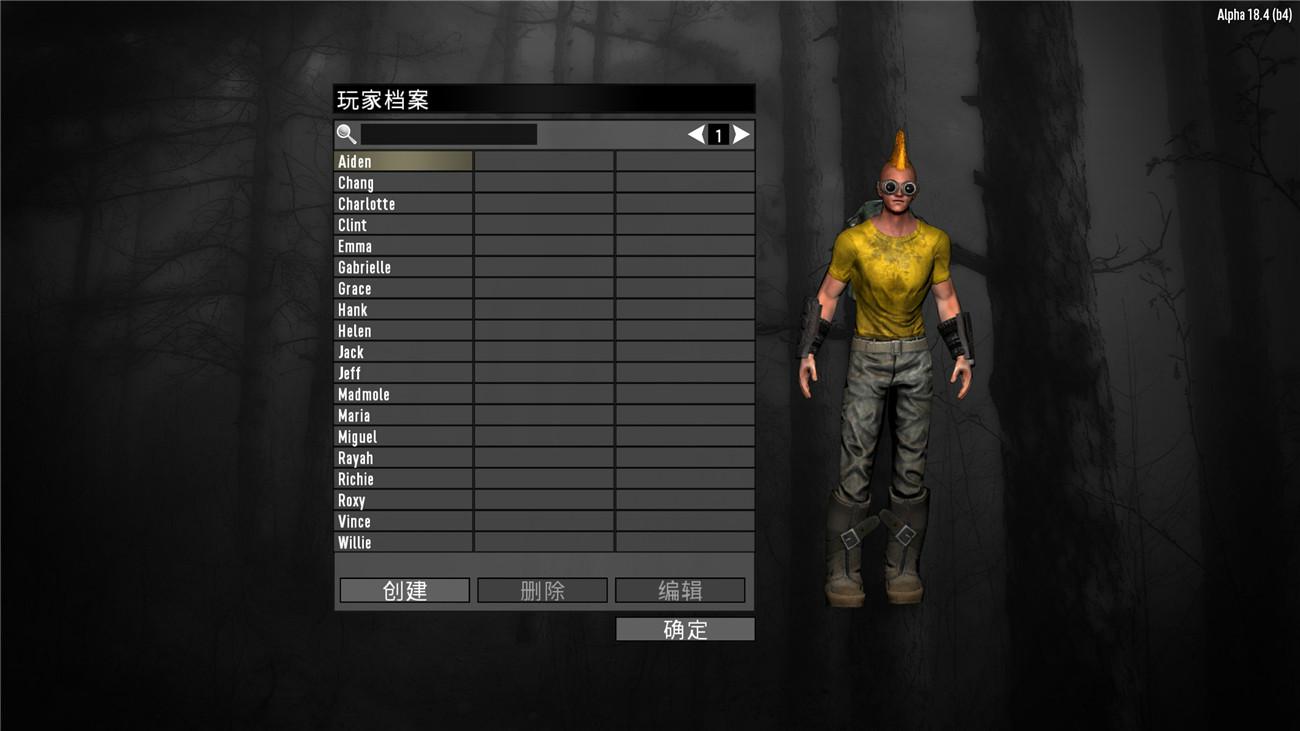 Alpha 18.4 (b4)
玩家档案
1
Aiden
Chang
Charlotte
Clint
Emma
Gabrielle
Grace
Hank
Helen
Jack
Jeff
Madmole
Maria
Miguel
Rayah
Richie
Roxy
Vince
Willie
创建 删除 编辑
确定